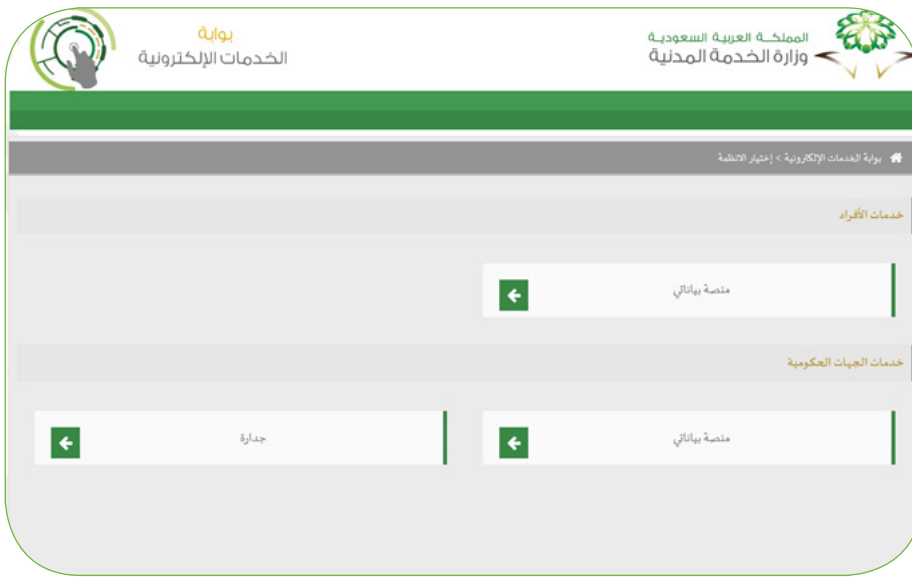 المملكـة العربية السعودية
وزارة الخدمة المدنية
بوابة
الخدمات الإلكترونية
بوابة الخدمات الإلكترونية > إختيار الانظمة
خدمات الأفراد
منصة بياناتي
خدمات الجهات الحكومية
منصة بياناتي
جدارة